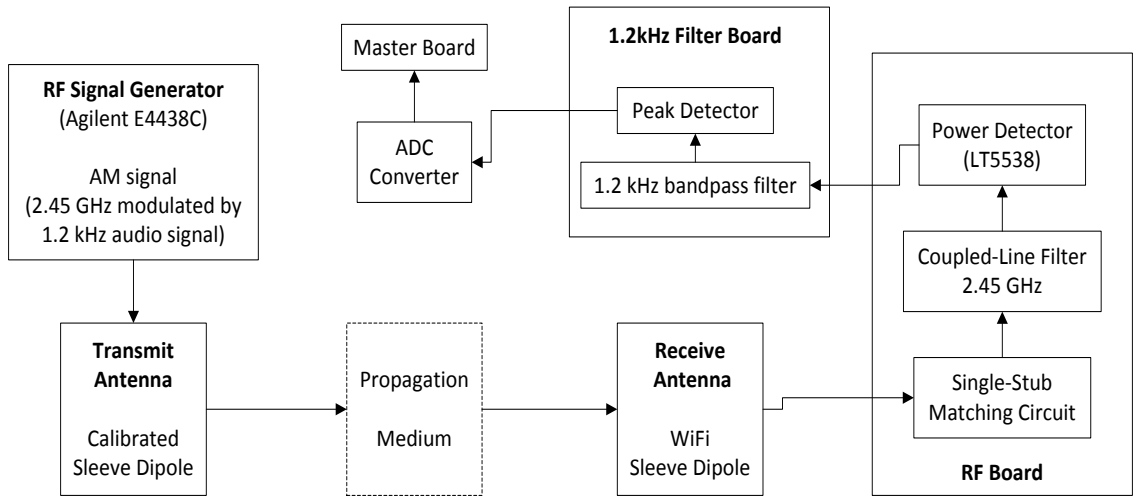 RF Signal Generator
(Agilent E4438C)
AM signal
(2.45 GHz modulated by
1.2 kHz audio signal)
Master Board
ADC
Converter
1.2kHz Filter Board
Peak Detector
1.2 kHz bandpass filter
Power Detector
(LT5538)
Coupled-Line Filter
2.45 GHz
Single-Stub
Matching Circuit
RF Board
Transmit
Antenna
Calibrated
Sleeve Dipole
Propagation
Medium
Receive
Antenna
WiFi
Sleeve Dipole